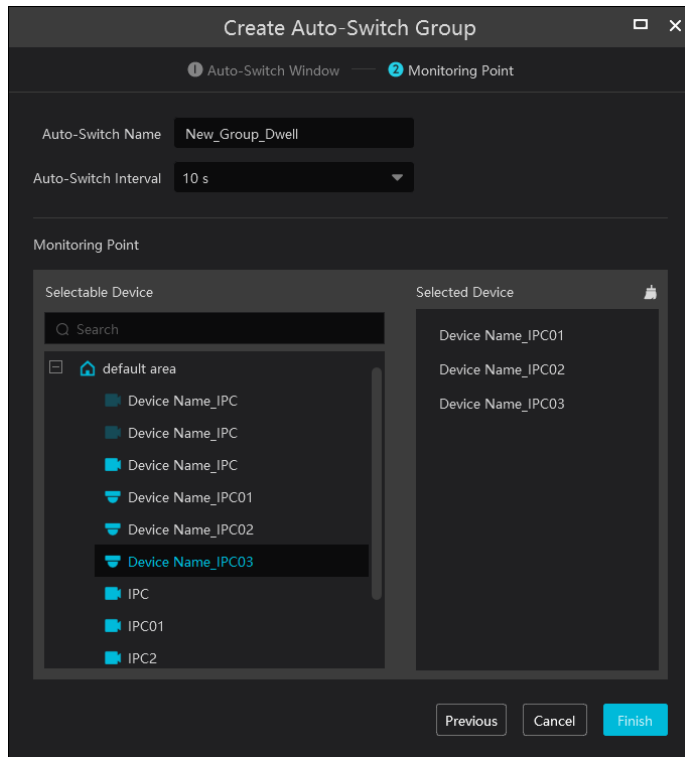 Create Auto-Switch Group
1 Auto-Switch Window 2 Monitoring Point
Auto-Switch Name New_Group_Dwell
Auto-Switch Interval 10 s
Monitoring Point
Selectable Device
Search
default area
Device Name_IPC
Device Name_IPC
Device Name_IPC
Device Name_IPC01
Device Name_IPC02
Device Name_IPC03
IPC
IPC01
IPC2
Selected Device
Device Name_IPC01
Device Name_IPC02
Device Name_IPC03
Previous Cancel Finish